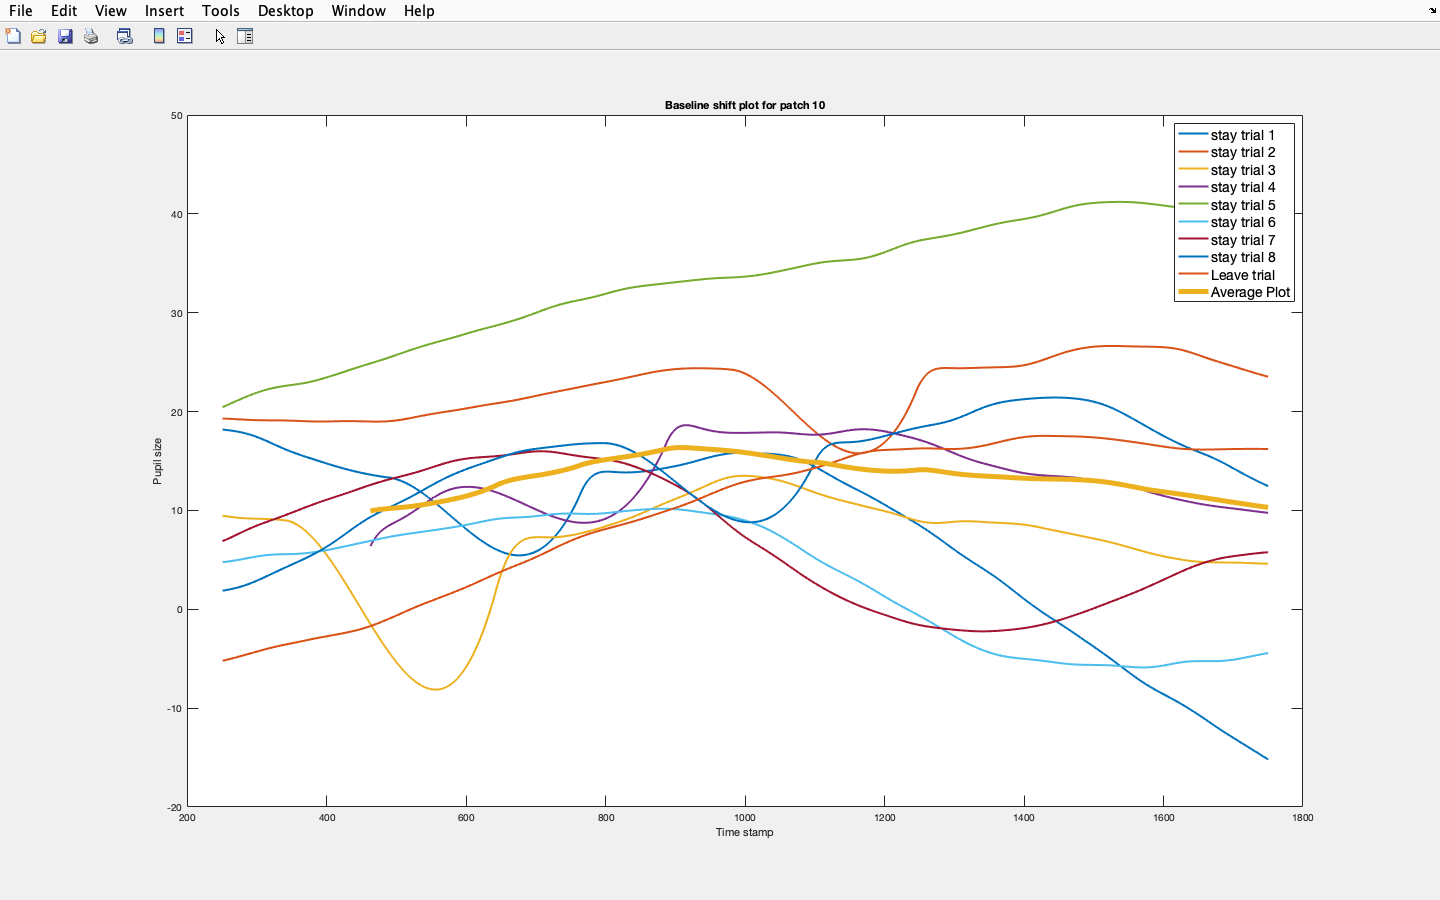 File Edit View Insert Tools Desktop Window Help
Baseline shift plot for patch 10
50
40
30
20
10
0
-10
-20
Pupil size
200 400 600 800 1000 1200 1400 1600 1800
Time stamp
stay trial 1
stay trial 2
stay trial 3
stay trial 4
stay trial 5
stay trial 6
stay trial 7
stay trial 8
Leave trial
Average Plot